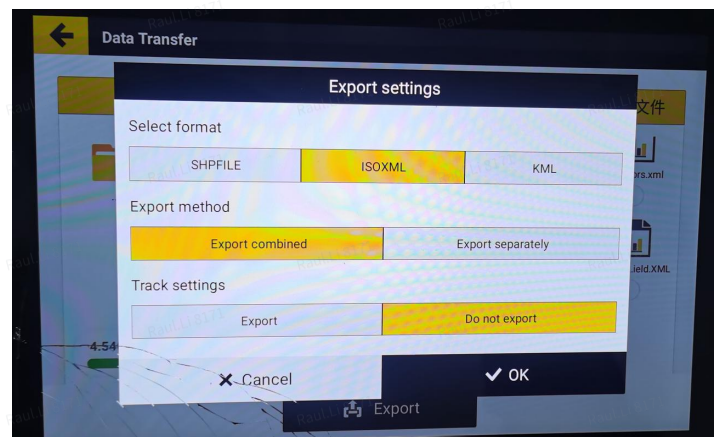 Data Transfer
Export settings
文件
Select format
SHPFILE
ISOXML
KML
ors.xml
Export method
Export combined
Export separately
ield.XML
Track settings
Export
Do not export
4.54
Cancel
OK
Export